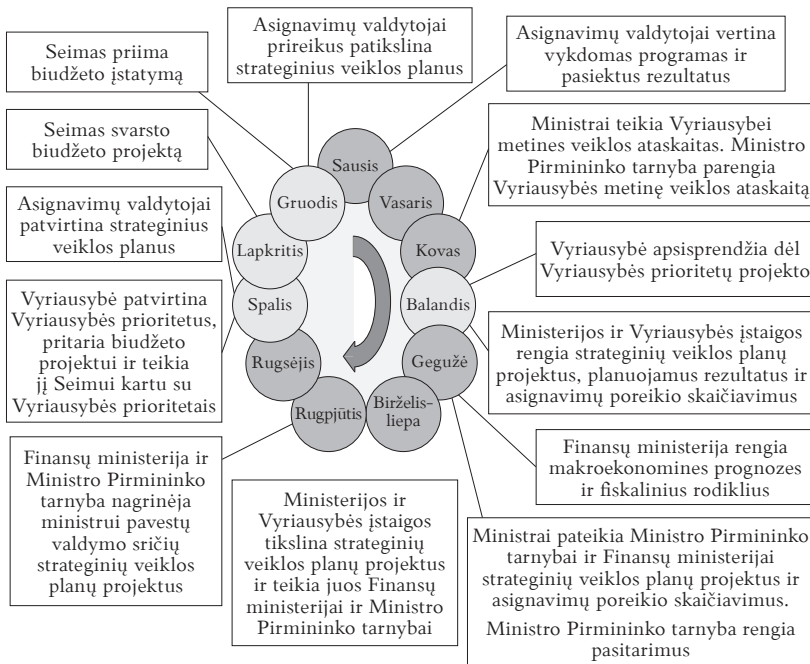 Seimas priima
biudžeto įstatymą
Asignavimų valdytojai
prireikus patikslina
strateginius veiklos planus
Asignavimų valdytojai vertina
vykdomas programas ir
pasiektus rezultatus
Seimas svarsto
biudžeto projektą
Ministrai teikia Vyriausybei
metines veiklos ataskaitas. Ministro
Pirmininko tarnyba parengia
Vyriausybės metinę veiklos ataskaitą
Asignavimų valdytojai
patvirtina strateginius
veiklos planus
Vyriausybė apsisprendžia dėl
Vyriausybės prioritetų projekto
Vyriausybė patvirtina
Vyriausybės prioritetus,
pritaria biudžeto
projektui ir teikia
jį Seimui kartu su
Vyriausybės prioritetais
Ministerijos ir Vyriausybės įstaigos
rengia strateginių veiklos planų
projektus, planuojamus rezultatus ir
asignavimų poreikio skaičiavimus
Sausis
Vasaris
Kovas
Balandis
Gegužė
Birželis-
liepa
Rugpjūtis
Rugsėjis
Spalis
Lapkritis
Gruodis
Finansų ministerija rengia
makroekonomines prognozes
ir fiskalinius rodiklius
Finansų ministerija ir
Ministro Pirmininko
tarnyba nagrinėja
ministrui pavestų
valdymo sričių
strateginių veiklos
planų projektus
Ministerijos ir
Vyriausybės įstaigos
tikslina strateginių
veiklos planų projektus
ir teikia juos Finansų
ministerijai ir Ministro
Pirmininko tarnybai
Ministrai pateikia Ministro Pirmininko
tarnybai ir Finansų ministerijai
strateginių veiklos planų projektus ir
asignavimų poreikio skaičiavimus.
Ministro Pirmininko tarnyba rengia
pasitarimus